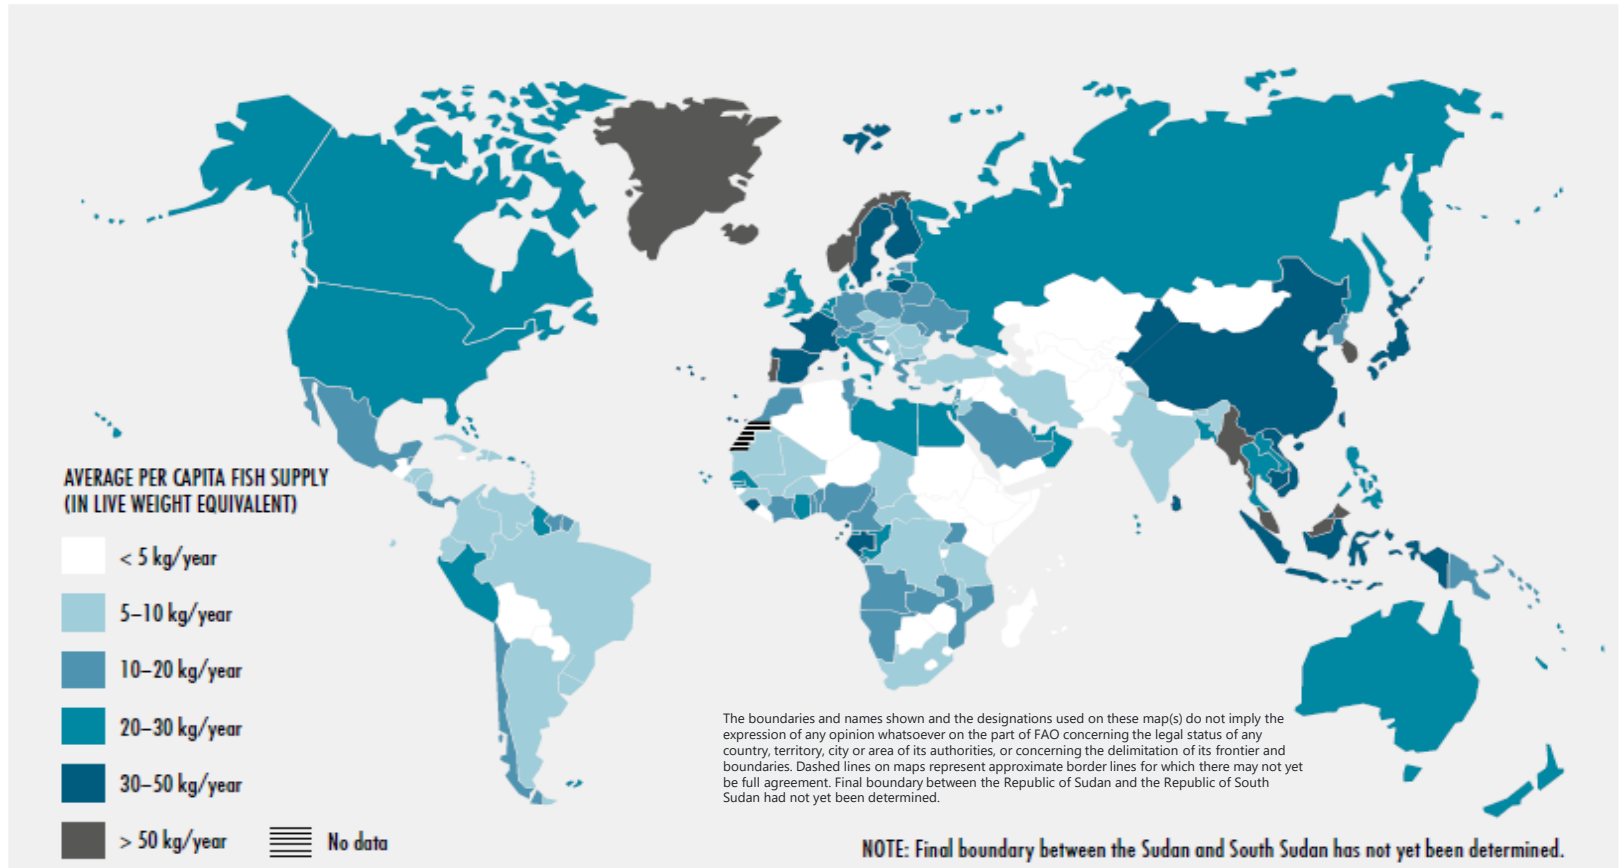 AVERAGE PER CAPITA FISH SUPPLY
(IN LIVE WEIGHT EQUIVALENT)
< 5 kg/year
5–10 kg/year
10–20 kg/year
20–30 kg/year
30–50 kg/year
> 50 kg/year
No data
The boundaries and names shown and the designations used on these map(s) do not imply the
expression of any opinion whatsoever on the part of FAO concerning the legal status of any
country, territory, city or area of its authorities, or concerning the delimitation of its frontier and
boundaries. Dashed lines on maps represent approximate border lines for which there may not yet
be full agreement. Final boundary between the Republic of Sudan and the Republic of South
Sudan had not yet been determined.
NOTE: Final boundary between the Sudan and South Sudan has not yet been determined.